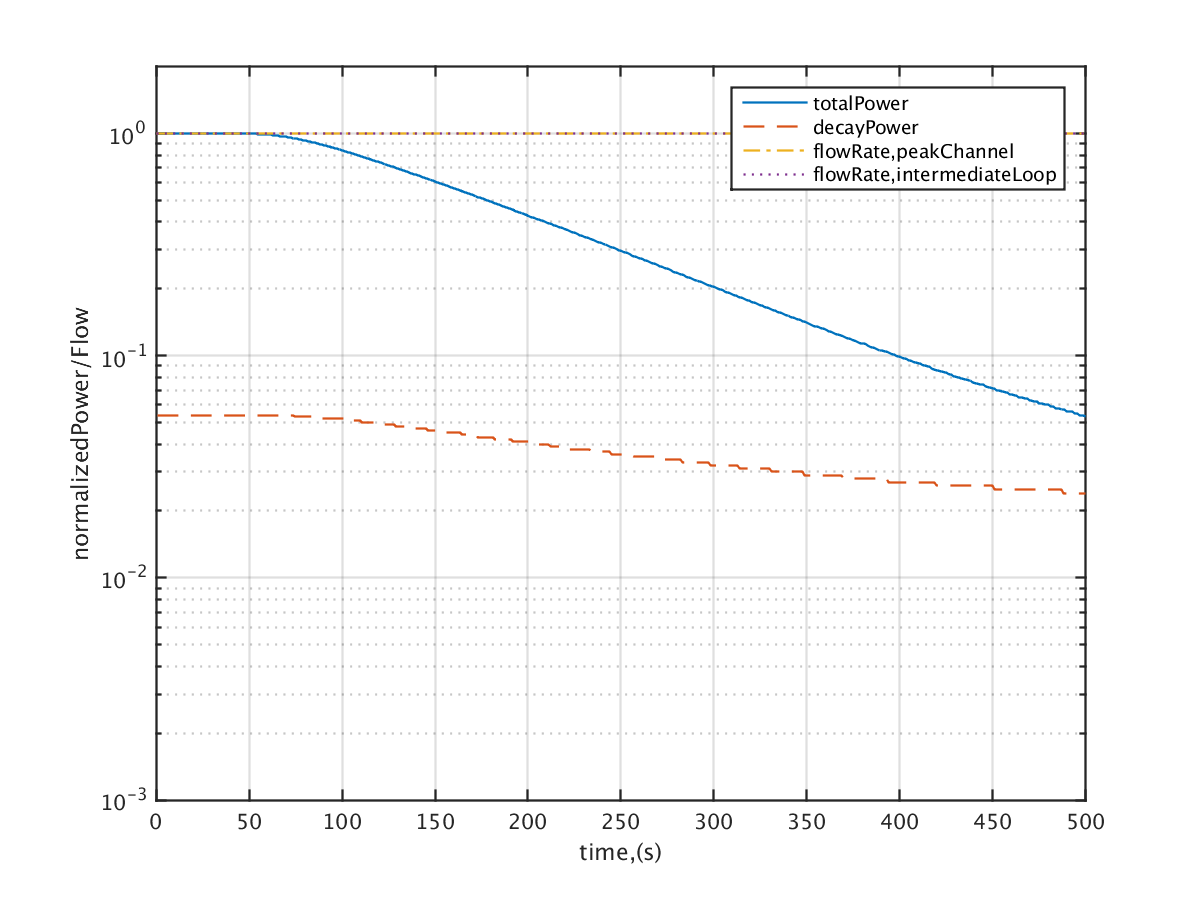 totalPower
decayPower
flowRate,peakChannel
flowRate,intermediateLoop
normalizedPower/Flow
10^0
10^-1
10^-2
10^-3
0 50 100 150 200 250 300 350 400 450 500
time,(s)